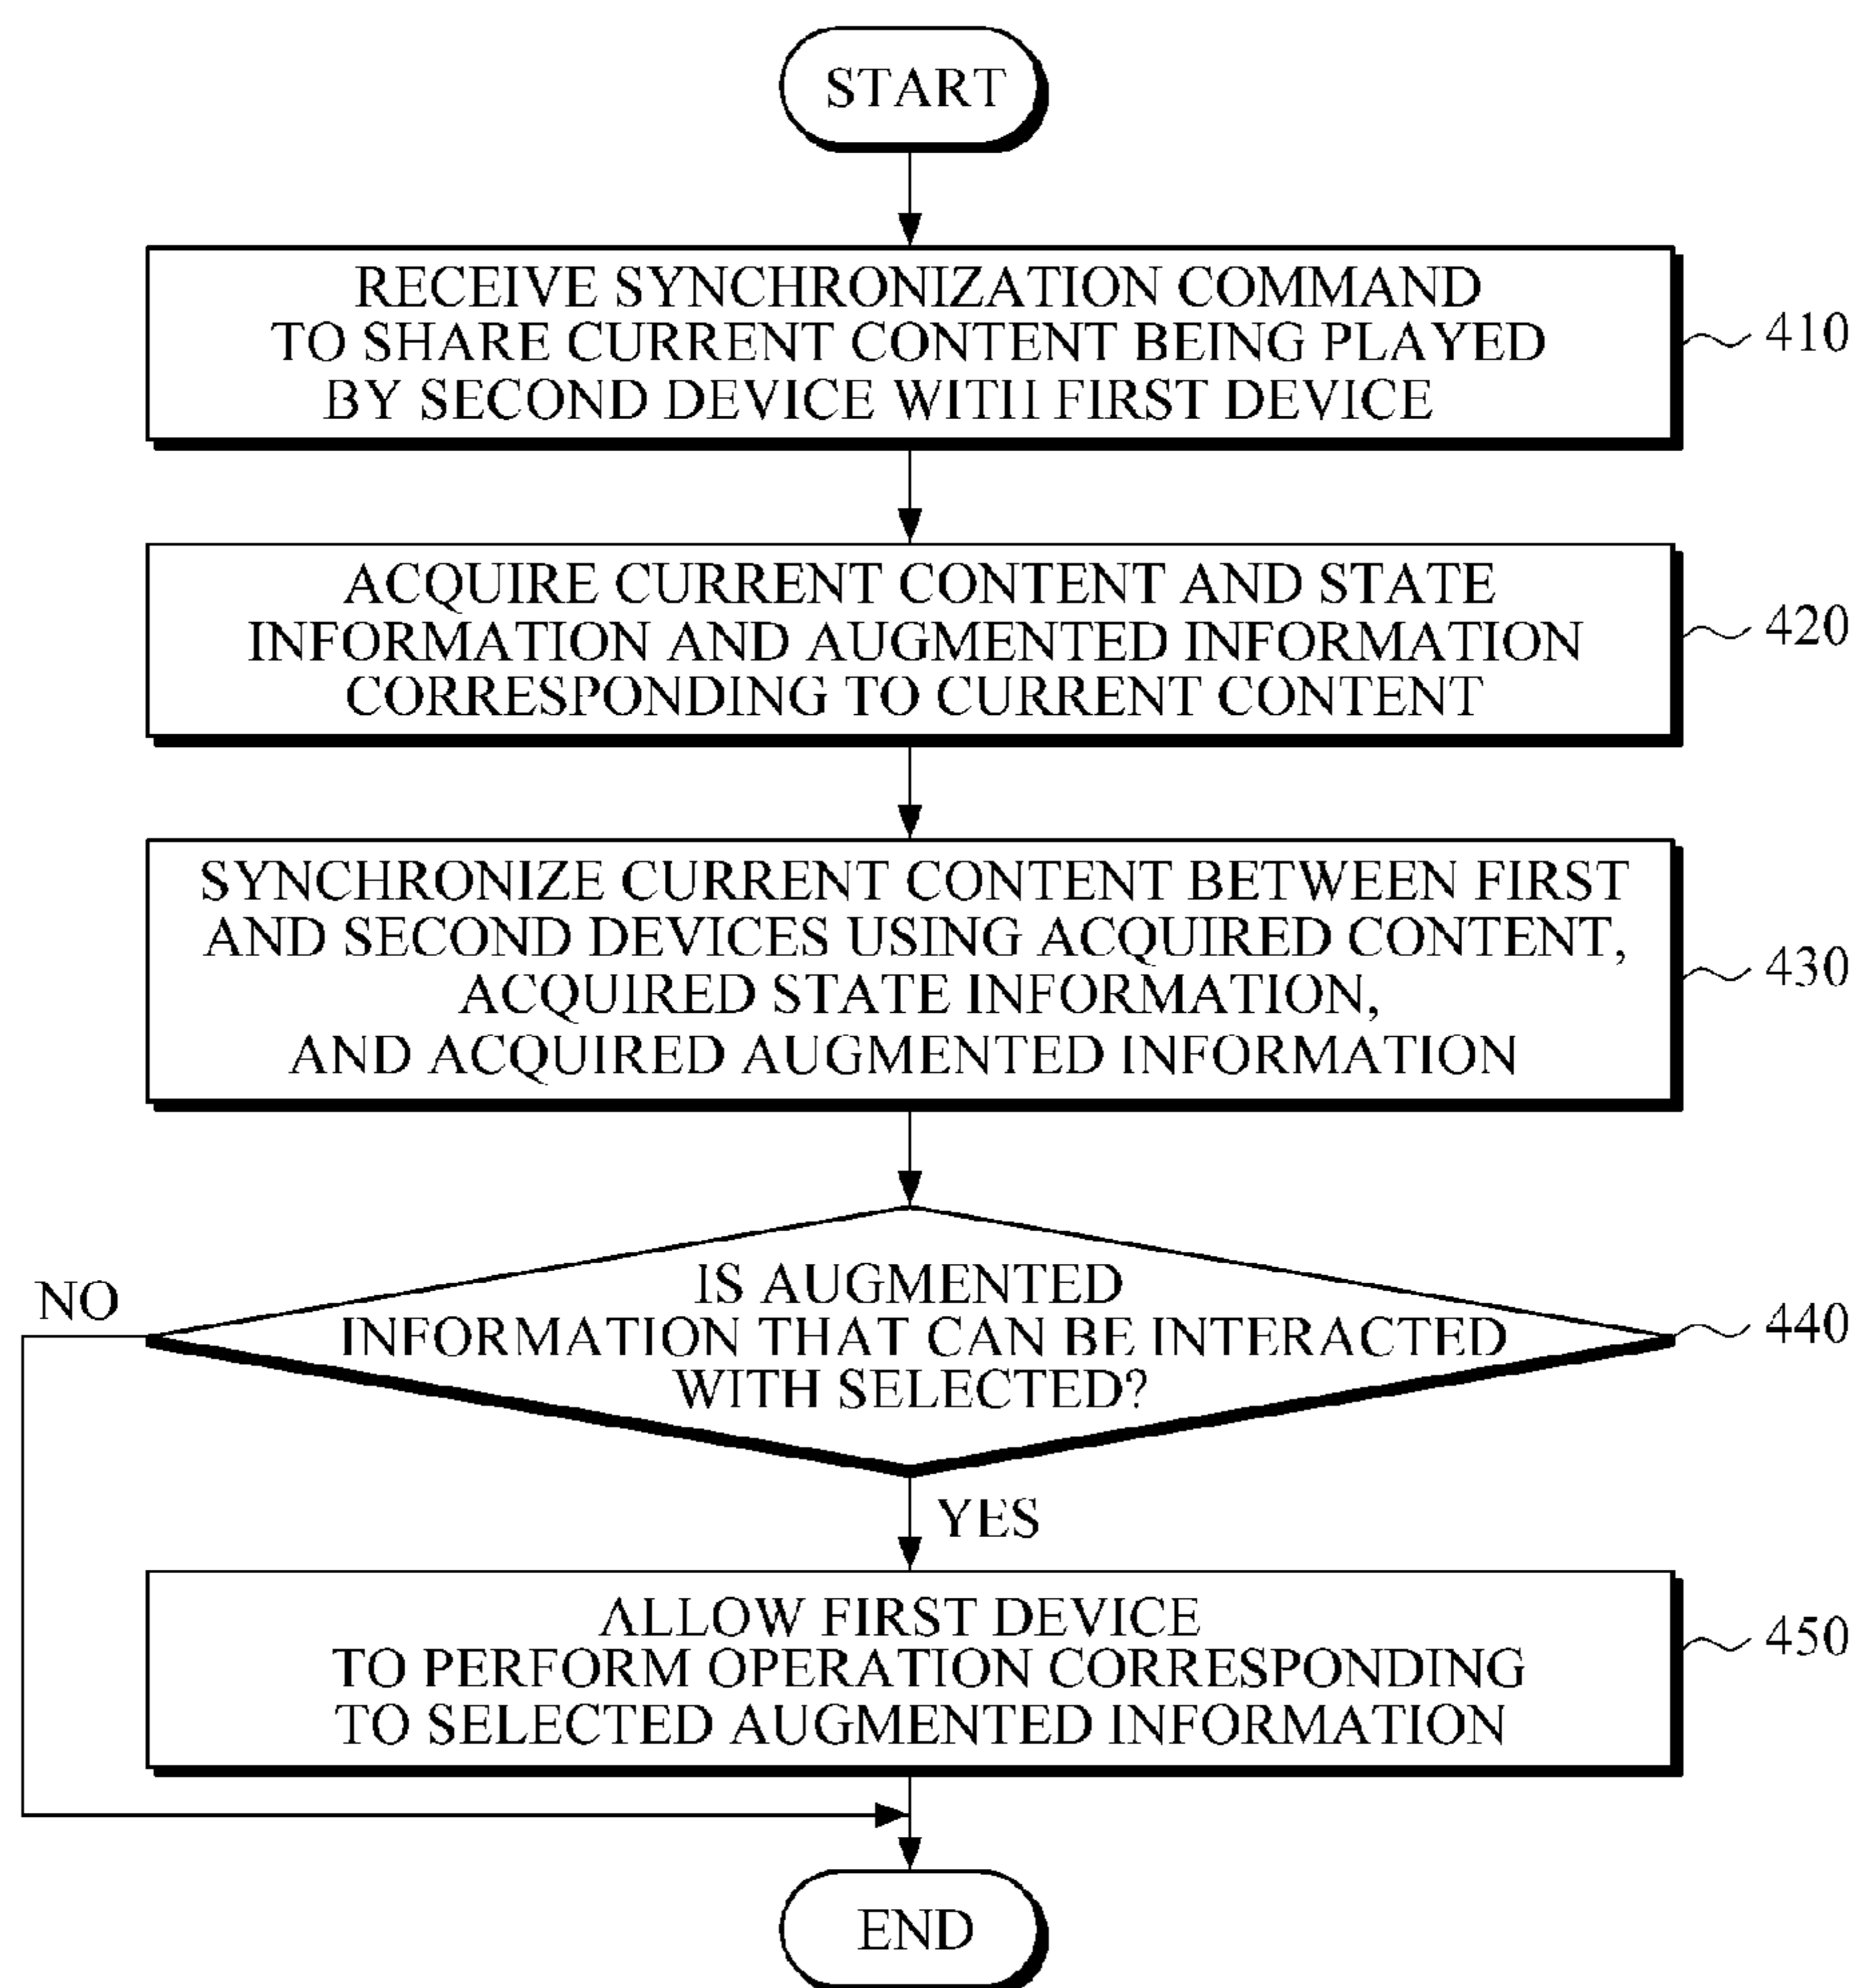 START
RECEIVE SYNCHRONIZATION COMMAND
TO SHARE CURRENT CONTENT BEING PLAYED
BY SECOND DEVICE WITH FIRST DEVICE
410
ACQUIRE CURRENT CONTENT AND STATE
INFORMATION AND AUGMENTED INFORMATION
CORRESPONDING TO CURRENT CONTENT
420
SYNCHRONIZE CURRENT CONTENT BETWEEN FIRST
AND SECOND DEVICES USING ACQUIRED CONTENT,
ACQUIRED STATE INFORMATION,
AND ACQUIRED AUGMENTED INFORMATION
430
NO
IS AUGMENTED
INFORMATION THAT CAN BE INTERACTED
WITH SELECTED?
440
YES
ALLOW FIRST DEVICE
TO PERFORM OPERATION CORRESPONDING
TO SELECTED AUGMENTED INFORMATION
450
END